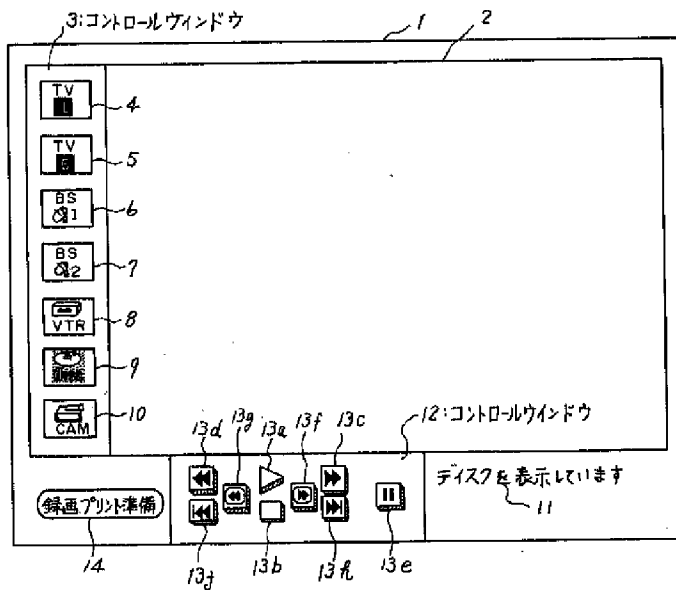 3:コントロールウィンドウ
1
2
TV
1
4
TV
5
BS
1
6
BS
2
7
VTR
8
9
CAM
10
13d
13g
13a
13f
13c
12:コントロールウインドウ
ディスクを表示しています
11
録画プリント準備
14
13j
13b
13h
13e